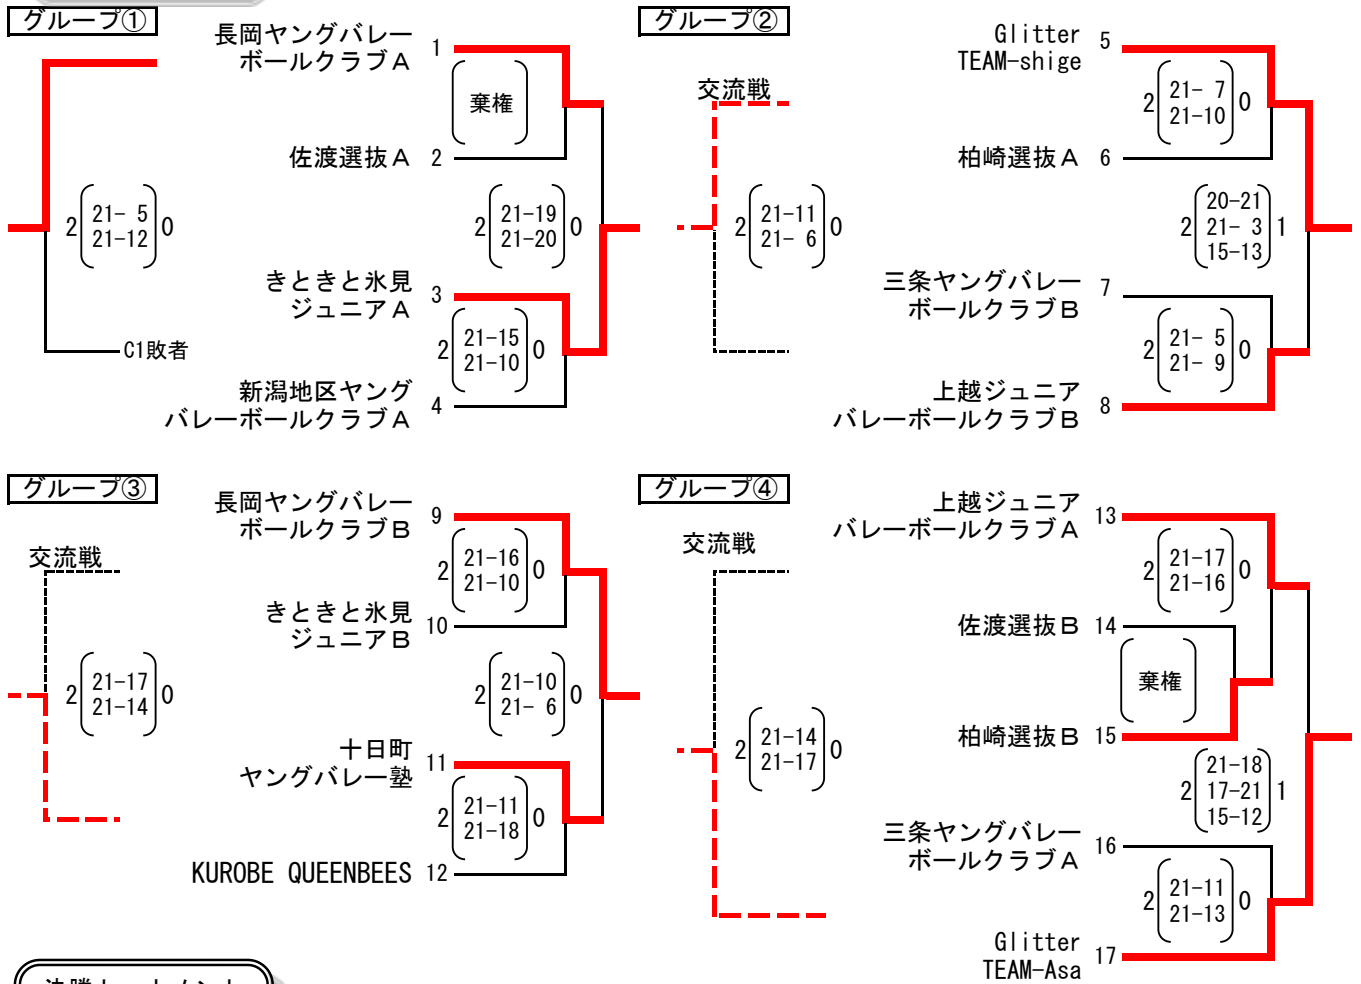 グループ①
長岡ヤングバレー
ボールクラブA
1
棄権
佐渡選抜A 2
2 21- 5 0
21-12
2 21-19 0
21-20
きときと氷見
ジュニアA
3
C1敗者
2 21-15 0
21-10
新潟地区ヤング
バレーボールクラブA
4
グループ②
Glitter
TEAM-shige
5
交流戦
2 21- 7 0
21-10
柏崎選抜A 6
2 21-11 0
21- 6
2 20-21 1
21- 3
15-13
三条ヤングバレー
ボールクラブB
7
2 21- 5 0
21- 9
上越ジュニア
バレーボールクラブB
8
グループ③
長岡ヤングバレー
ボールクラブB
9
交流戦
2 21-16 0
21-10
きときと氷見
ジュニアB
10
2 21-17 0
21-14
2 21-10 0
21- 6
十日町
ヤングバレー塾
11
2 21-11 0
21-18
KUROBE QUEENBEES 12
グループ④
上越ジュニア
バレーボールクラブA
13
交流戦
2 21-17 0
21-16
佐渡選抜B 14
棄権
柏崎選抜B 15
2 21-14 0
21-17
2 21-18 1
17-21
15-12
三条ヤングバレー
ボールクラブA
16
2 21-11 0
21-13
Glitter
TEAM-Asa
17